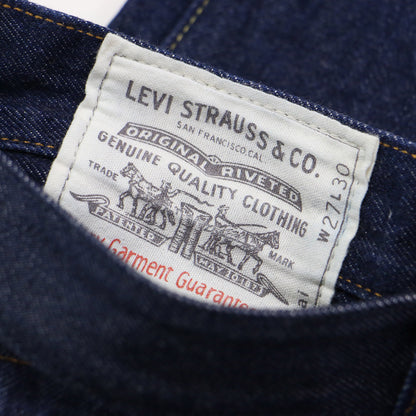 LEVI STRAUSS & CO.
SAN FRANCISCO, CAL.
ORIGINAL RIVETED
GENUINE QUALITY CLOTHING
TRADE MARK
PATENTED MAY 20 1873
Garment Guarante
W27L30